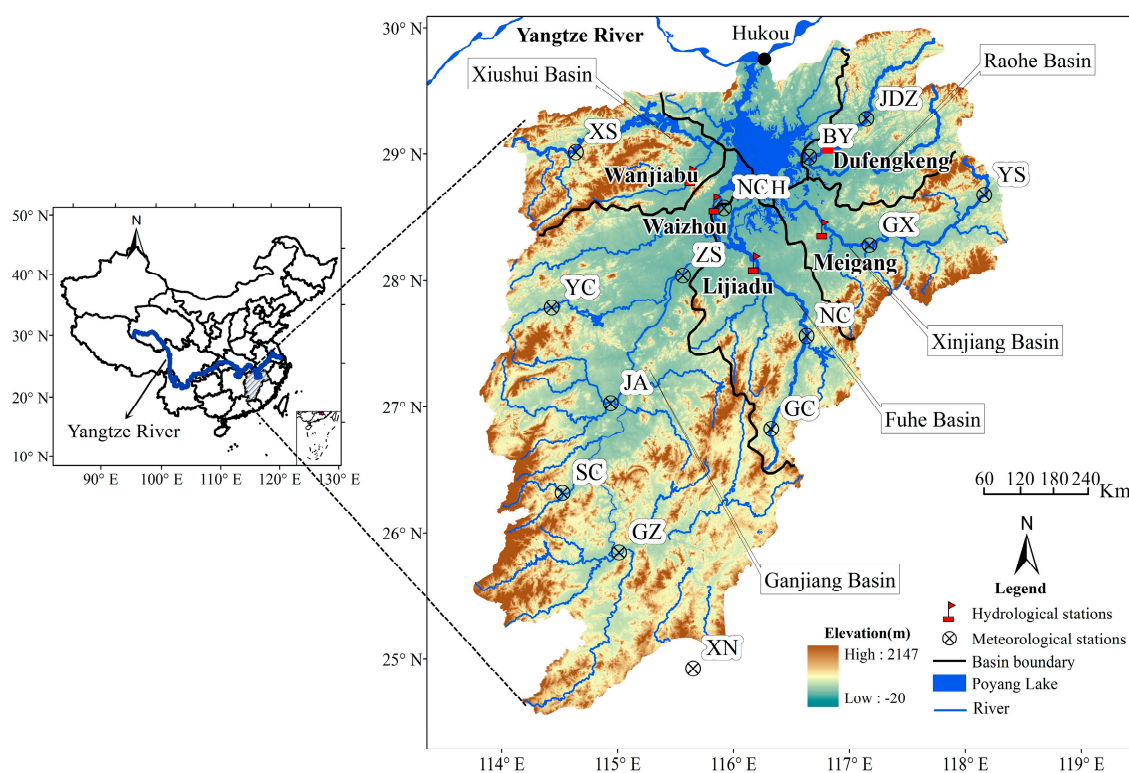 50° N
40° N
30° N
20° N
10° N
90° E
100° E
110° E
120° E
130° E
N
Yangtze River
30° N
29° N
28° N
27° N
26° N
25° N
114° E
115° E
116° E
117° E
118° E
119° E
Yangtze River
Hukou
Xiushui Basin
Raohe Basin
JDZ
XS
BY
Dufengkeng
Wanjiabu
YS
NCH
Waizhou
GX
ZS
Meigang
Lijiadu
YC
NC
Xinjiang Basin
JA
GC
Fuhe Basin
SC
GZ
Ganjiang Basin
XN
60 120 180 240
Km
N
Legend
Hydrological stations
Meteorological stations
Basin boundary
Poyang Lake
River
Elevation(m)
High : 2147
Low : -20